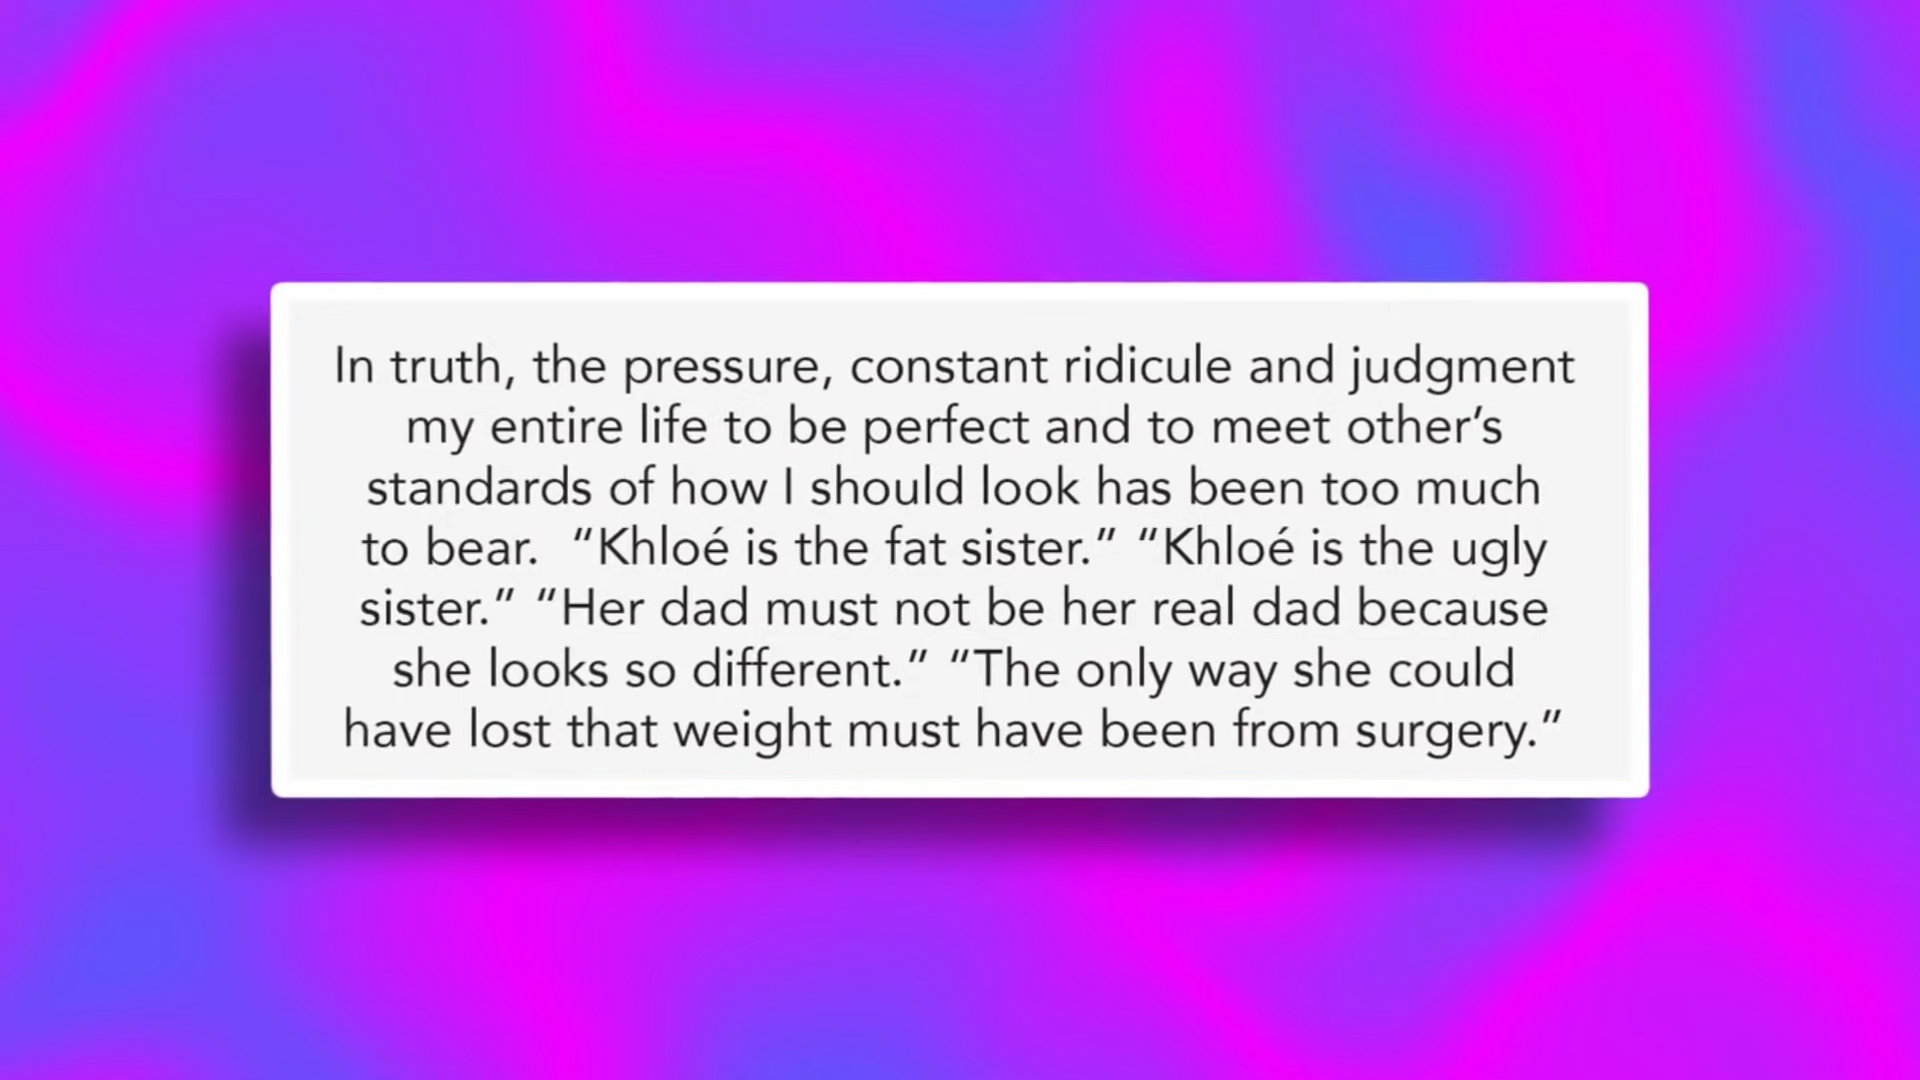 In truth, the pressure, constant ridicule and judgment
my entire life to be perfect and to meet other’s
standards of how I should look has been too much
to bear.  “Khloé is the fat sister.” “Khloé is the ugly
sister.” “Her dad must not be her real dad because
she looks so different.” “The only way she could
have lost that weight must have been from surgery.”